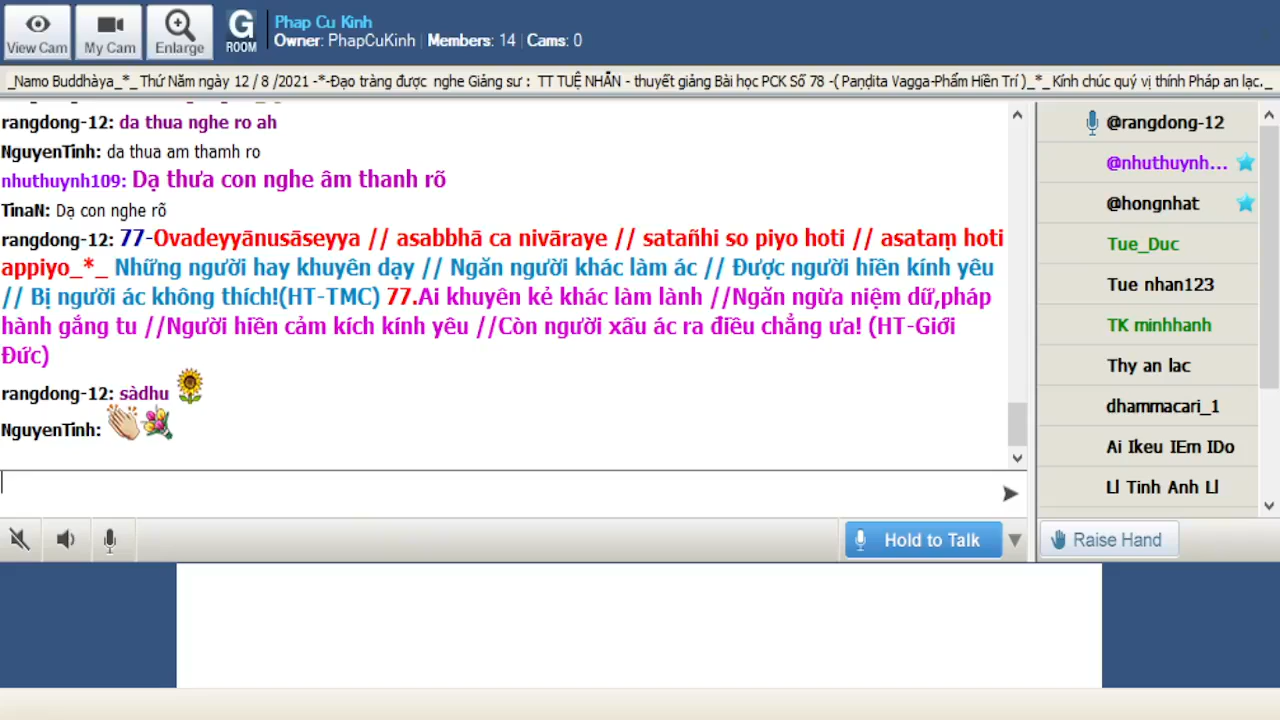 View Cam
My Cam
Enlarge
G
ROOM
Phap Cu Kinh
Owner: PhapCuKinh | Members: 14 | Cams: 0
_Namo Buddhàya_*_Thứ Năm ngày 12 / 8 /2021 -*-Đạo tràng được nghe Giảng sư : TT TUỆ NHẪN - thuyết giảng Bài học PCK Số 78 -( Paṇḍita Vagga-Phẩm Hiền Trí )_*_Kính chúc quý vị thính Pháp an lạc._
rangdong-12: da thua nghe ro ah
NguyenTinh: da thua am thamh ro
nhuthuynh109: Dạ thưa con nghe âm thanh rõ
TinaN: Dạ con nghe rõ
rangdong-12: 77-Ovadeyyānusāseyya // asabbhā ca nivāraye // satañhi so piyo hoti // asataṃ hoti
appiyo_*_ Những người hay khuyên dạy // Ngăn người khác làm ác // Được người hiền kính yêu
// Bị người ác không thích!(HT-TMC) 77.Ai khuyên kẻ khác làm lành //Ngăn ngừa niệm dữ,pháp
hành gắng tu //Người hiền cảm kích kính yêu //Còn người xấu ác ra điều chẳng ưa! (HT-Giới
Đức)
rangdong-12: sàdhu
NguyenTinh:
Hold to Talk
@rangdong-12
@nhuthuynh...
@hongnhat
Tue_Duc
Tue nhan123
TK minhhanh
Thy an lac
dhammacari_1
Ai Ikeu IEm IDo
Ll Tinh Anh Ll
Raise Hand